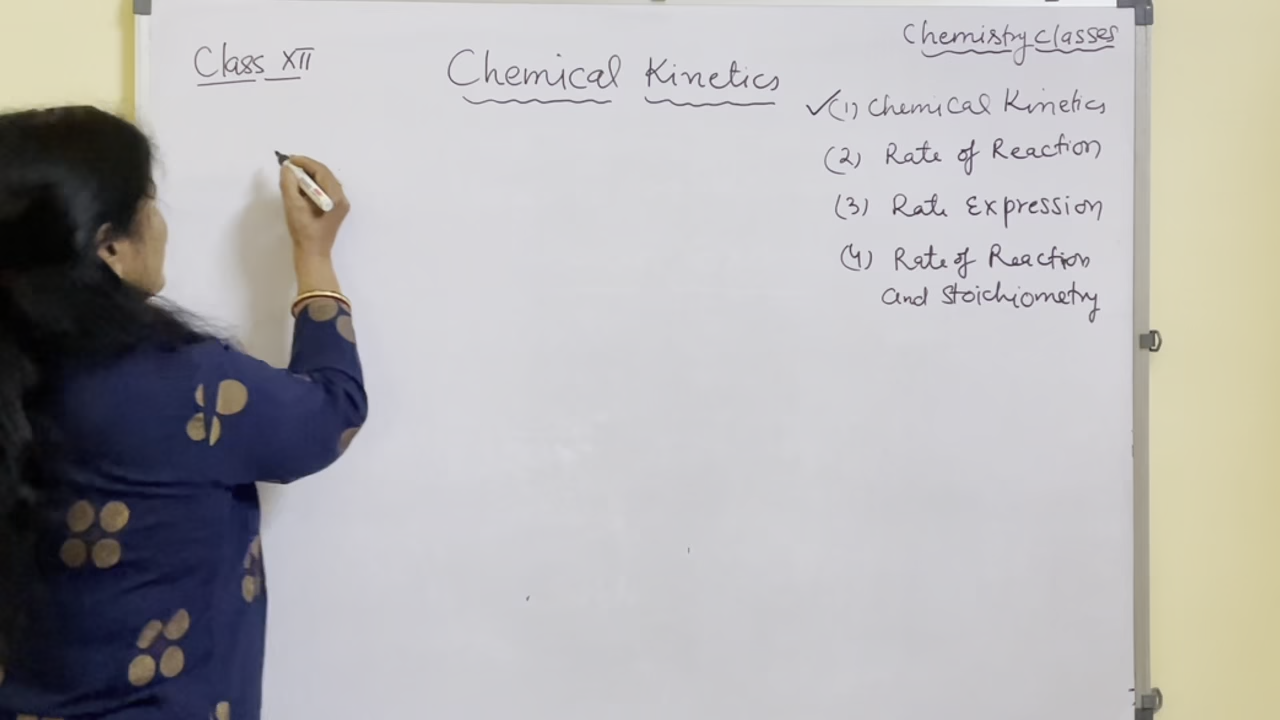 Class XII
Chemical Kinetics
Chemistry classes
✓(1) Chemical Kinetics
(2) Rate of Reaction
(3) Rate Expression
(4) Rate of Reaction
and Stoichiometry